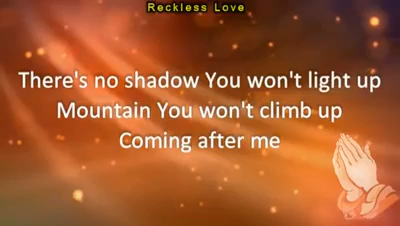 Reckless Love
There's no shadow You won't light up
Mountain You won't climb up
Coming after me